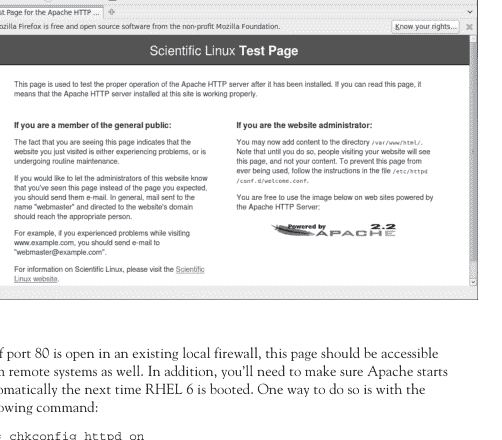 st Page for the Apache HTTP ...
ozilla Firefox is free and open source software from the non-profit Mozilla Foundation.
Know your rights...
Scientific Linux Test Page
This page is used to test the proper operation of the Apache HTTP server after it has been installed. If you can read this page, it
means that the Apache HTTP server installed at this site is working properly.
If you are a member of the general public:
The fact that you are seeing this page indicates that the
website you just visited is either experiencing problems, or is
undergoing routine maintenance.
If you would like to let the administrators of this website know
that you've seen this page instead of the page you expected,
you should send them e-mail. In general, mail sent to the
name "webmaster" and directed to the website's domain
should reach the appropriate person.
For example, if you experienced problems while visiting
www.example.com, you should send e-mail to
"webmaster@example.com".
For information on Scientific Linux, please visit the Scientific
Linux website.
If you are the website administrator:
You may now add content to the directory /var/www/html/.
Note that until you do so, people visiting your website will see
this page, and not your content. To prevent this page from
ever being used, follow the instructions in the file /etc/httpd
/conf.d/welcome.conf.
You are free to use the image below on web sites powered by
the Apache HTTP Server:
Powered by 2.2
APACHE
f port 80 is open in an existing local firewall, this page should be accessible
m remote systems as well. In addition, you'll need to make sure Apache starts
omatically the next time RHEL 6 is booted. One way to do so is with the
owing command:
# chkconfig httpd on